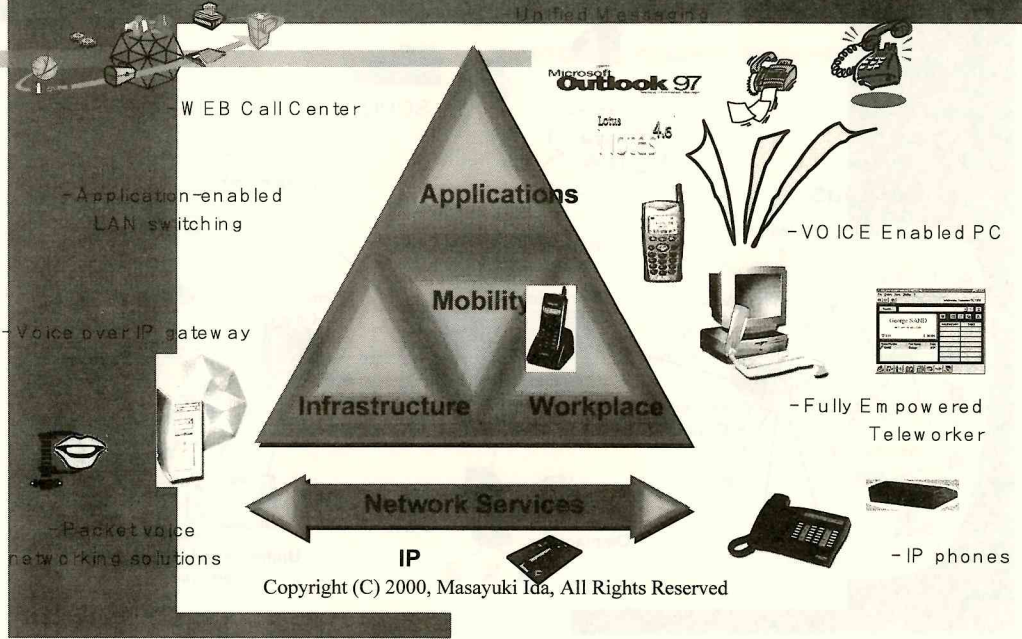 -Unified Messaging
Microsoft
Outlook 97
Lotus
Notes 4.6
-WEB Call Center
-Application-enabled
LAN switching
Applications
-VOICE Enabled PC
Mobility
-Voice over IP gateway
George SAND
Infrastructure
Workplace
-Fully Empowered
Teleworker
Network Services
-Packet voice
networking solutions
IP
-IP phones
Copyright (C) 2000, Masayuki Ida, All Rights Reserved